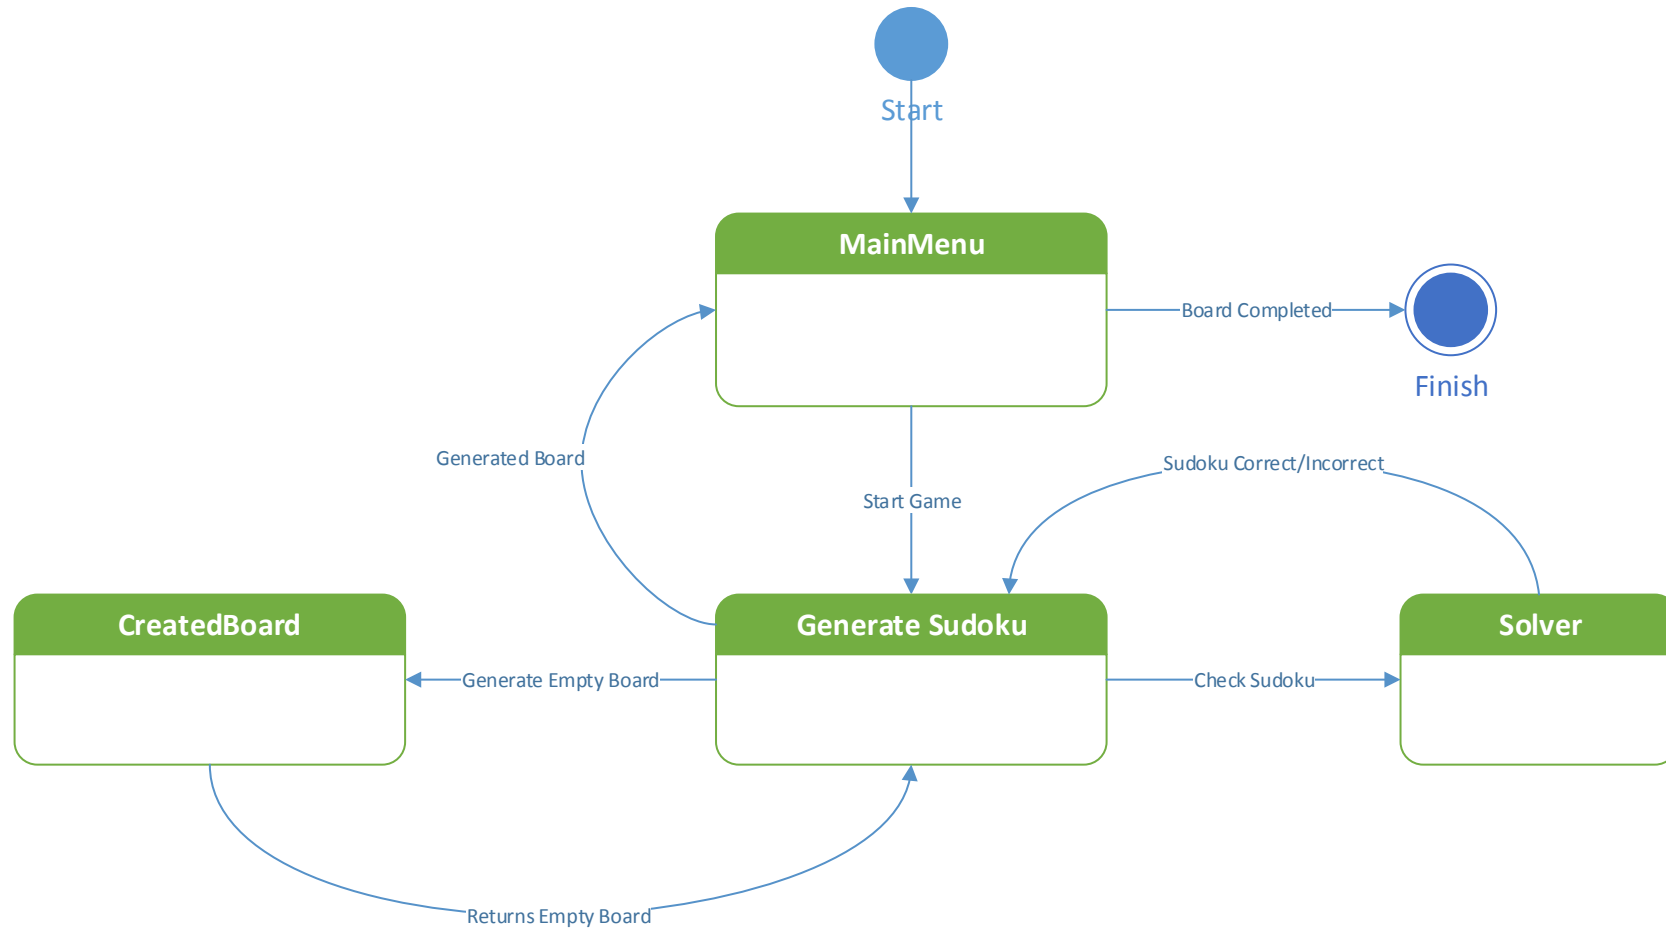 Start
MainMenu
Board Completed
Finish
Generated Board
Sudoku Correct/Incorrect
Start Game
CreatedBoard
Generate Sudoku
Solver
Generate Empty Board
Check Sudoku
Returns Empty Board